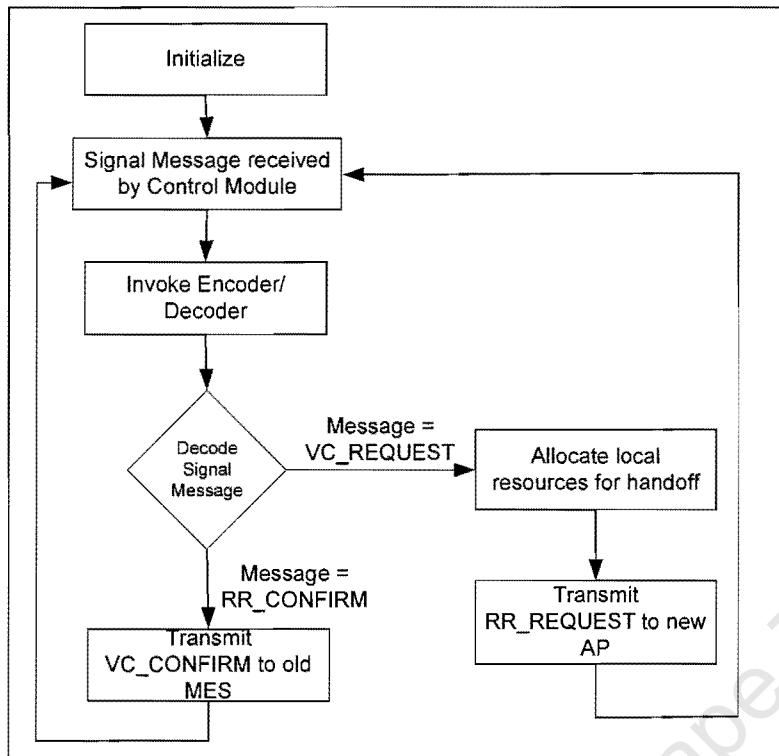 Initialize
Signal Message received
by Control Module
Invoke Encoder/
Decoder
Decode
Signal
Message
Message =
VC_REQUEST
Allocate local
resources for handoff
Message =
RR_CONFIRM
Transmit
VC_CONFIRM to old
MES
Transmit
RR_REQUEST to new
AP